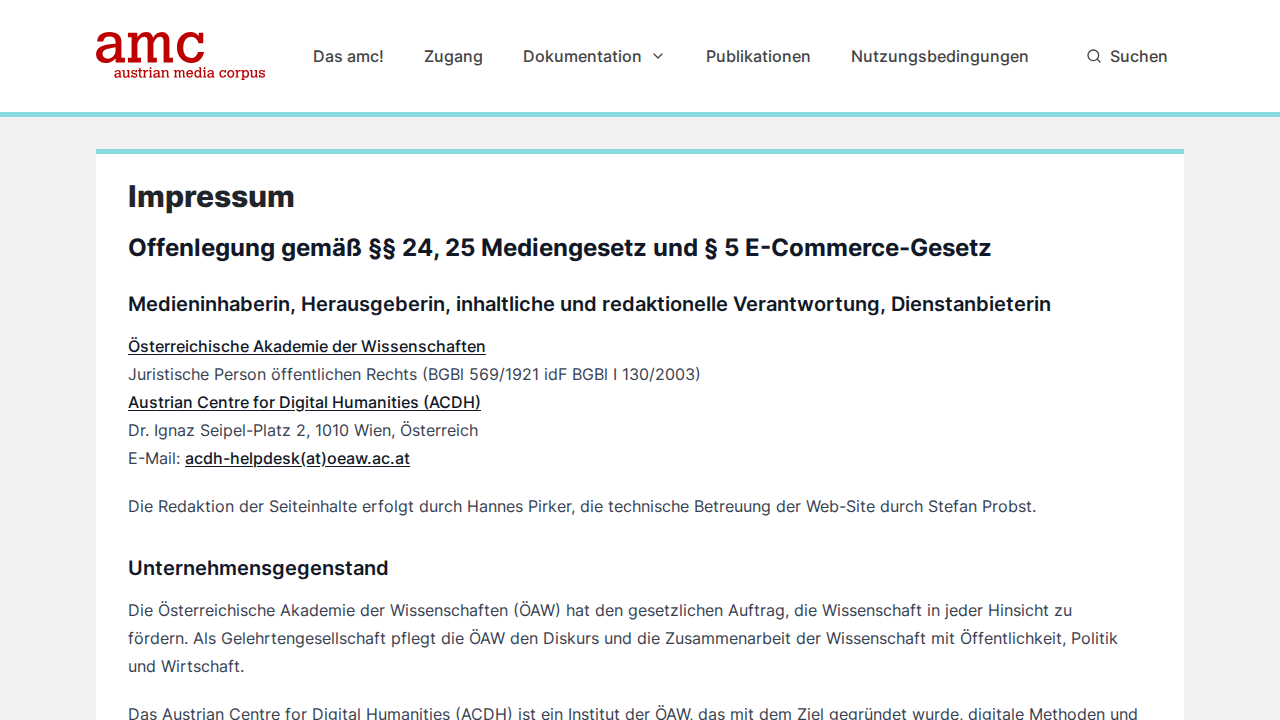 amc
austrian media corpus
Das amc!
Zugang
Dokumentation
Publikationen
Nutzungsbedingungen
Suchen
Impressum
Offenlegung gemäß §§ 24, 25 Mediengesetz und § 5 E-Commerce-Gesetz
Medieninhaberin, Herausgeberin, inhaltliche und redaktionelle Verantwortung, Dienstanbieterin
Österreichische Akademie der Wissenschaften
Juristische Person öffentlichen Rechts (BGBl 569/1921 idF BGBl I 130/2003)
Austrian Centre for Digital Humanities (ACDH)
Dr. Ignaz Seipel-Platz 2, 1010 Wien, Österreich
E-Mail: acdh-helpdesk(at)oeaw.ac.at
Die Redaktion der Seiteinhalte erfolgt durch Hannes Pirker, die technische Betreuung der Web-Site durch Stefan Probst.
Unternehmensgegenstand
Die Österreichische Akademie der Wissenschaften (ÖAW) hat den gesetzlichen Auftrag, die Wissenschaft in jeder Hinsicht zu
fördern. Als Gelehrtengesellschaft pflegt die ÖAW den Diskurs und die Zusammenarbeit der Wissenschaft mit Öffentlichkeit, Politik
und Wirtschaft.
Das Austrian Centre for Digital Humanities (ACDH) ist ein Institut der ÖAW, das mit dem Ziel gegründet wurde, digitale Methoden und